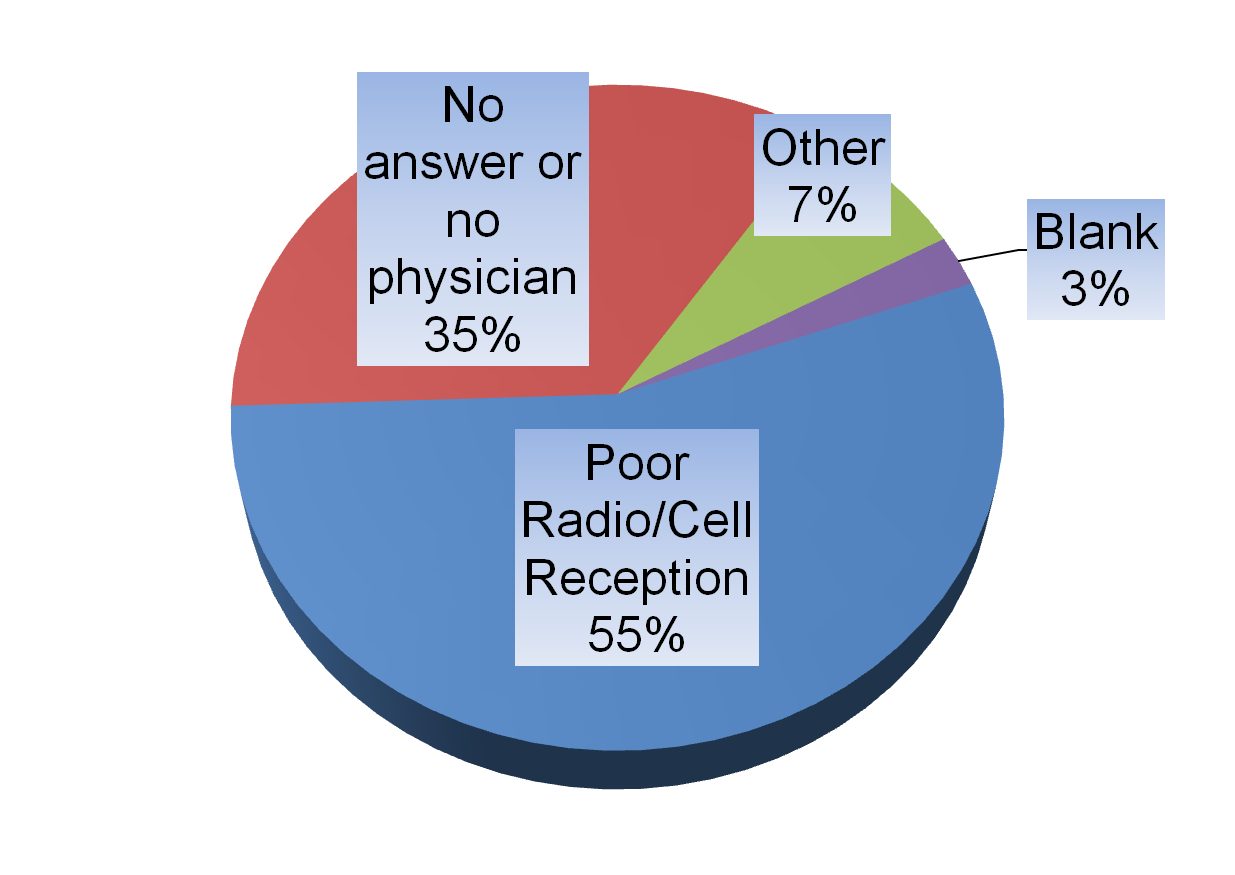 No
answer or
no
physician
35%
Other
7%
Blank
3%
Poor
Radio/Cell
Reception
55%